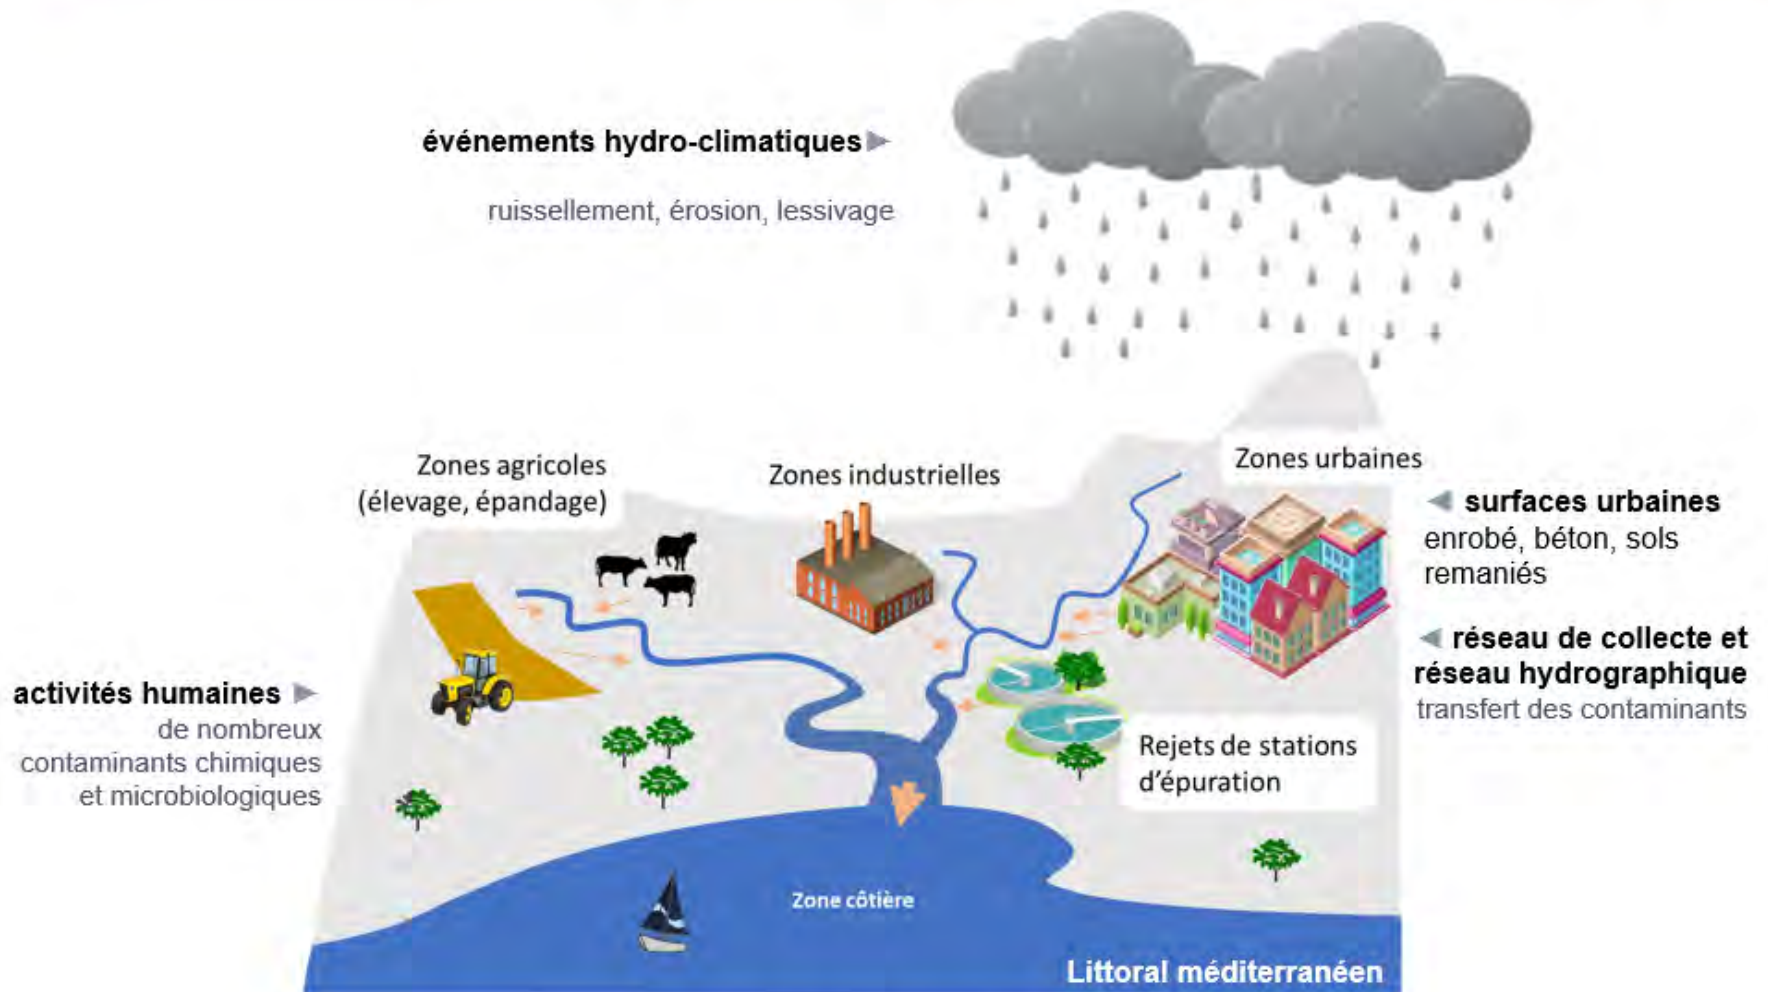 événements hydro-climatiques
ruissellement, érosion, lessivage
Zones agricoles
(élevage, épandage)
Zones industrielles
Zones urbaines
surfaces urbaines
enrobé, béton, sols
remaniés
réseau de collecte et
réseau hydrographique
transfert des contaminants
activités humaines
de nombreux
contaminants chimiques
et microbiologiques
Rejets de stations
d'épuration
Zone côtière
Littoral méditerranéen